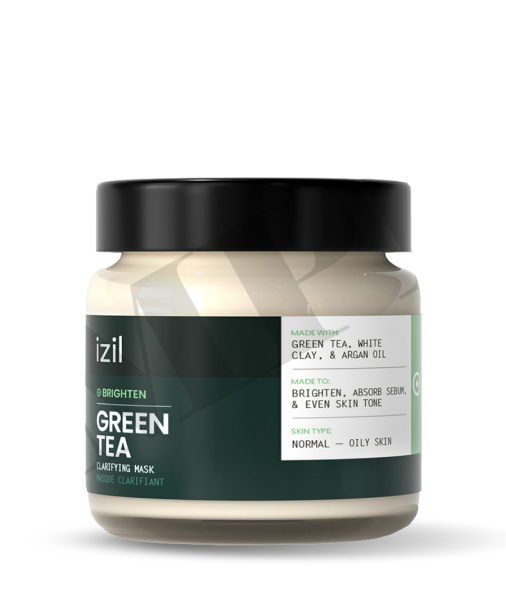 izil
BRIGHTEN
GREEN
TEA
CLARIFYING MASK
MASQUE CLARIFIANT
MADE WITH:
GREEN TEA, WHITE
CLAY, & ARGAN OIL
MADE TO:
BRIGHTEN, ABSORB SEBUM,
& EVEN SKIN TONE
SKIN TYPE:
NORMAL — OILY SKIN